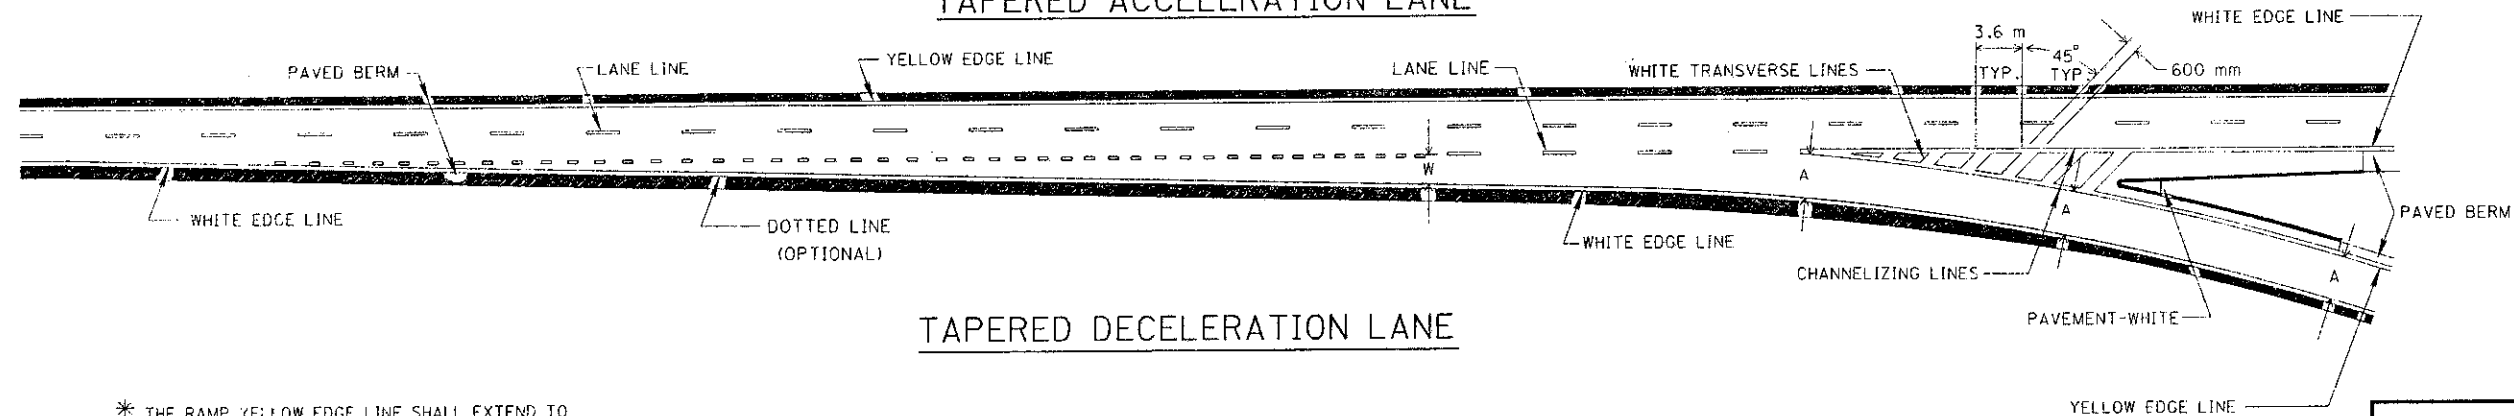 TAPERED ACCELERATION LANE
WHITE EDGE LINE
3.6 m
45°
YELLOW EDGE LINE
PAVED BERM
LANE LINE
LANE LINE
WHITE TRANSVERSE LINES
TYP.
TYP.
600 mm
W
A
A
WHITE EDGE LINE
DOTTED LINE
(OPTIONAL)
WHITE EDGE LINE
PAVED BERM
CHANNELIZING LINES
A
PAVEMENT-WHITE
TAPERED DECELERATION LANE
YELLOW EDGE LINE
* THE RAMP YELLOW EDGE LINE SHALL EXTEND TO